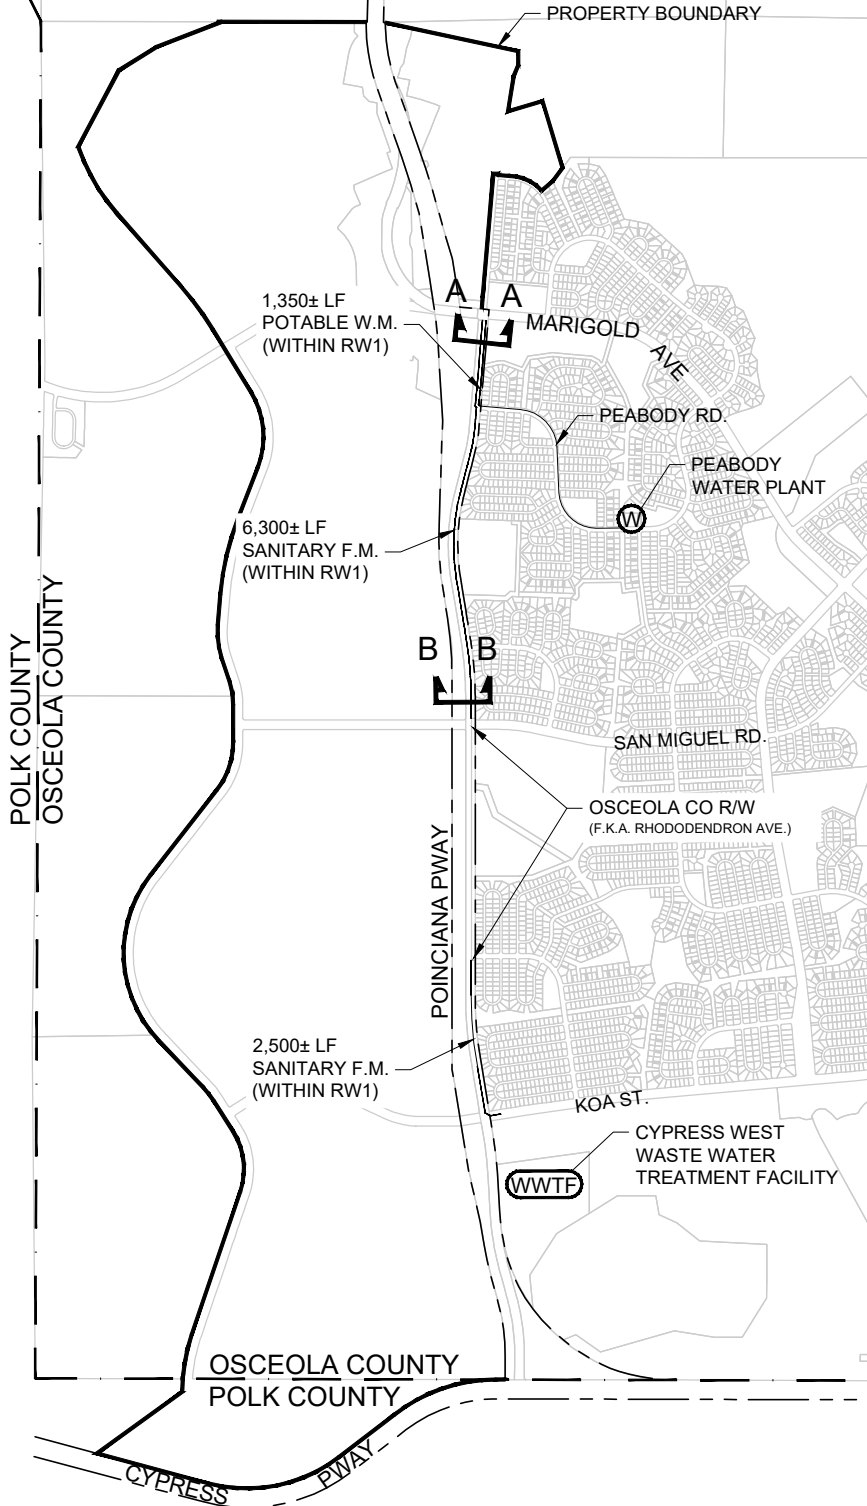 PROPERTY BOUNDARY
A A
1,350± LF
POTABLE W.M.
(WITHIN RW1)
MARIGOLD
AVE
PEABODY RD.
PEABODY
WATER PLANT
W
6,300± LF
SANITARY F.M.
(WITHIN RW1)
POLK COUNTY
OSCEOLA COUNTY
B B
SAN MIGUEL RD.
OSCEOLA CO R/W
(F.K.A. RHODODENDRON AVE.)
POINCIANA PWAY
2,500± LF
SANITARY F.M.
(WITHIN RW1)
KOA ST.
CYPRESS WEST
WASTE WATER
TREATMENT FACILITY
WWTF
OSCEOLA COUNTY
POLK COUNTY
CYPRESS PWAY